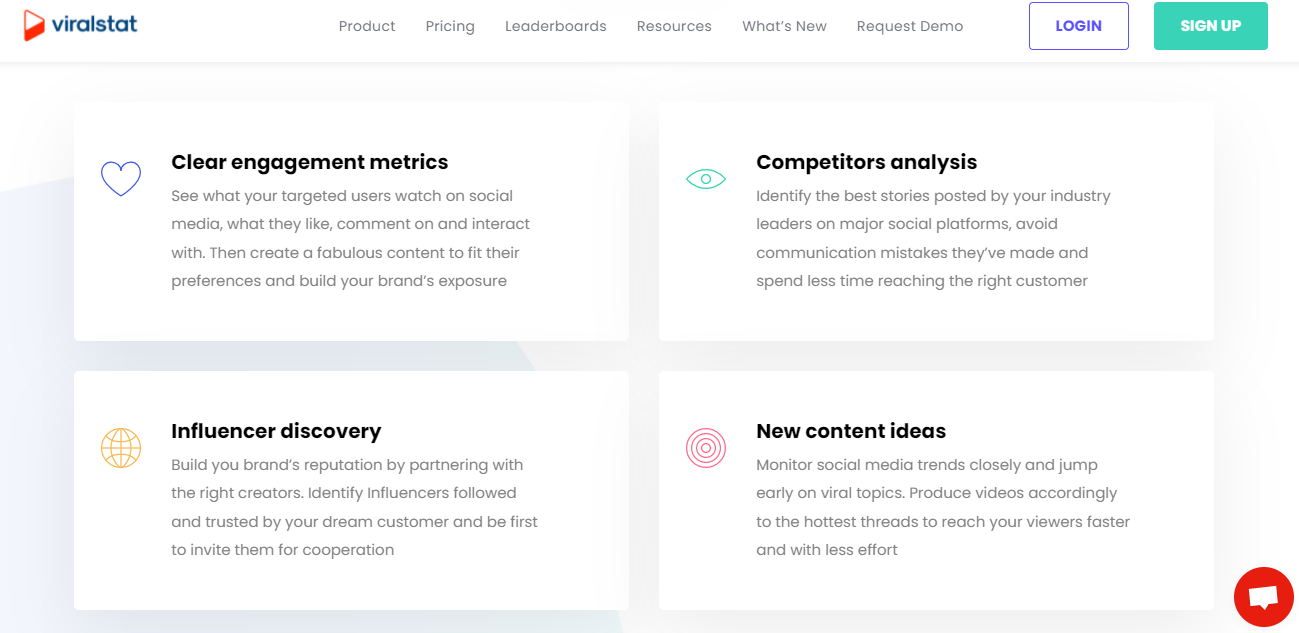 viralstat
Product
Pricing
Leaderboards
Resources
What's New
Request Demo
LOGIN
SIGN UP
Clear engagement metrics
See what your targeted users watch on social
media, what they like, comment on and interact
with. Then create a fabulous content to fit their
preferences and build your brand's exposure
Competitors analysis
Identify the best stories posted by your industry
leaders on major social platforms, avoid
communication mistakes they've made and
spend less time reaching the right customer
Influencer discovery
Build you brand's reputation by partnering with
the right creators. Identify Influencers followed
and trusted by your dream customer and be first
to invite them for cooperation
New content ideas
Monitor social media trends closely and jump
early on viral topics. Produce videos accordingly
to the hottest threads to reach your viewers faster
and with less effort